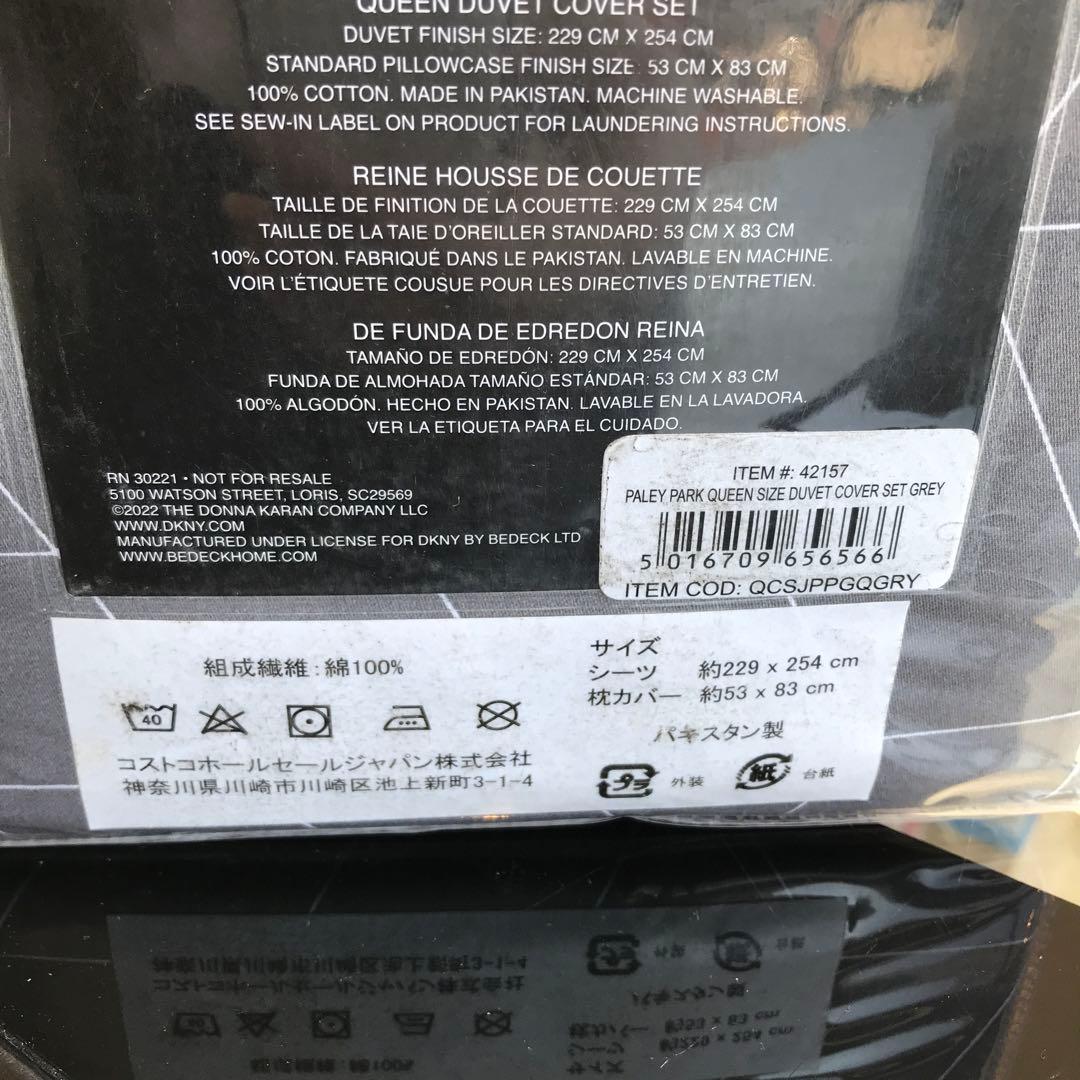 QUEEN DUVET COVER SET
DUVET FINISH SIZE: 229 CM X 254 CM
STANDARD PILLOWCASE FINISH SIZE: 53 CM X 83 CM
100% COTTON. MADE IN PAKISTAN. MACHINE WASHABLE.
SEE SEW-IN LABEL ON PRODUCT FOR LAUNDERING INSTRUCTIONS.
REINE HOUSSE DE COUETTE
TAILLE DE FINITION DE LA COUETTE: 229 CM X 254 CM
TAILLE DE LA TAIE D'OREILLER STANDARD: 53 CM X 83 CM
100% COTON. FABRIQUÉ DANS LE PAKISTAN. LAVABLE EN MACHINE.
VOIR L'ÉTIQUETTE COUSUE POUR LES DIRECTIVES D'ENTRETIEN.
DE FUNDA DE EDREDON REINA
TAMAÑO DE EDREDÓN: 229 CM X 254 CM
FUNDA DE ALMOHADA TAMAÑO ESTÁNDAR: 53 CM X 83 CM
100% ALGODÓN. HECHO EN PAKISTAN. LAVABLE EN LA LAVADORA.
VER LA ETIQUETA PARA EL CUIDADO.
RN 30221 • NOT FOR RESALE
5100 WATSON STREET, LORIS, SC29569
©2022 THE DONNA KARAN COMPANY LLC
WWW.DKNY.COM
MANUFACTURED UNDER LICENSE FOR DKNY BY BEDECK LTD
WWW.BEDECKHOME.COM
ITEM #: 42157
PALEY PARK QUEEN SIZE DUVET COVER SET GREY
5 016709 656566
ITEM COD: QCSJPPGQGRY
組成繊維:綿100%
40
コストコホールセールジャパン株式会社
神奈川県川崎市川崎区池上新町3-1-4
サイズ
シーツ 約229 x 254 cm
枕カバー 約53 x 83 cm
パキスタン製
プラ 外装 紙 台紙